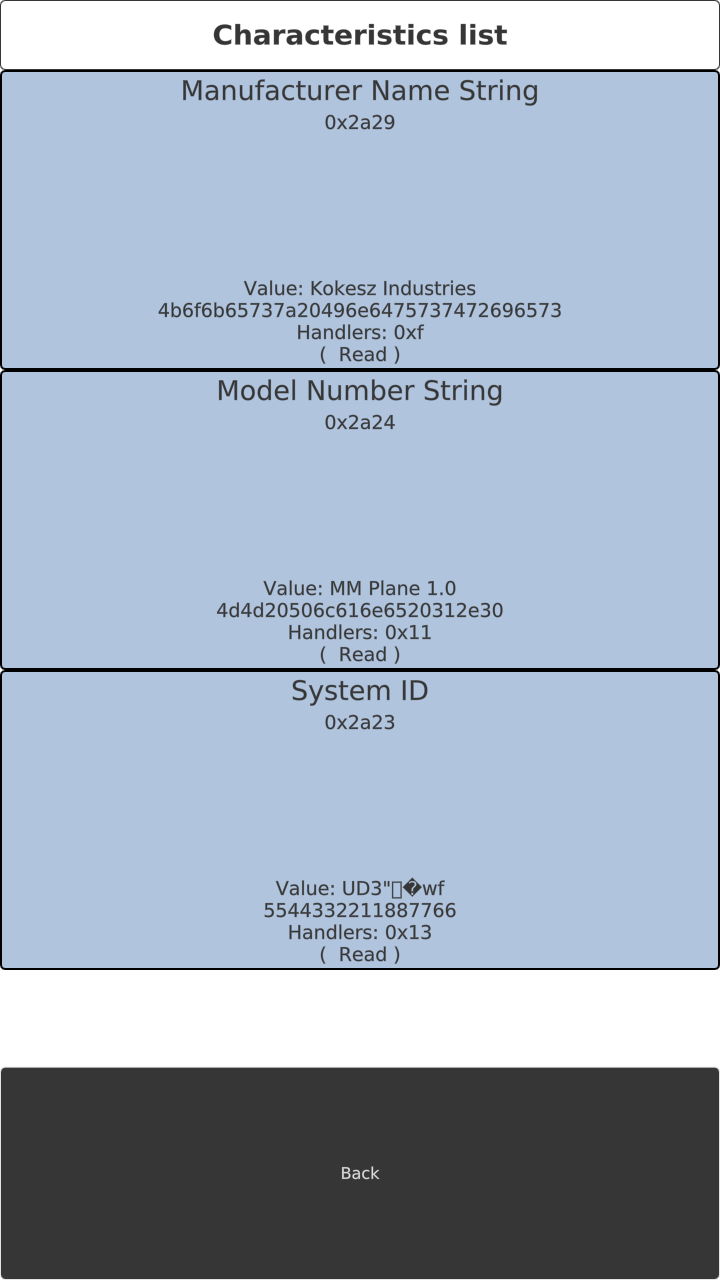 Characteristics list
Manufacturer Name String
0x2a29
Value: Kokesz Industries
4b6f6b65737a20496e6475737472696573
Handlers: 0xf
(  Read )
Model Number String
0x2a24
Value: MM Plane 1.0
4d4d20506c616e6520312e30
Handlers: 0x11
(  Read )
System ID
0x2a23
Value: UD3"▯�wf
5544332211887766
Handlers: 0x13
(  Read )
Back